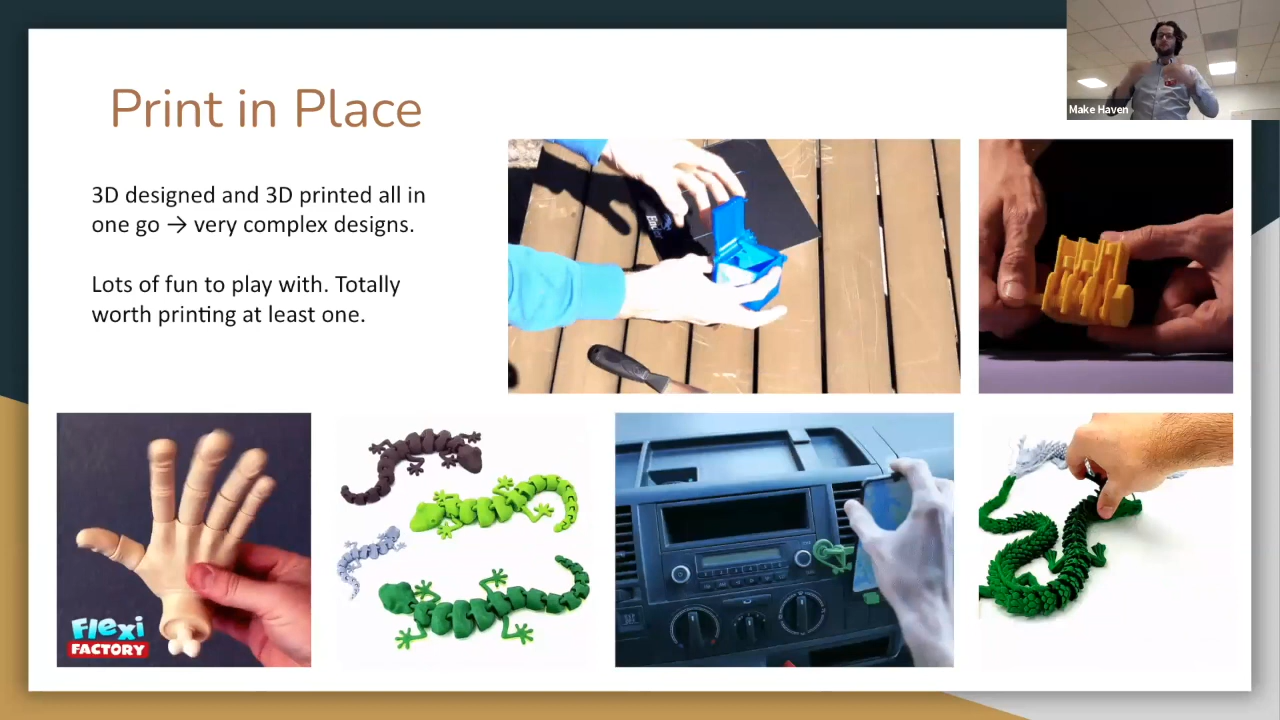 Print in Place
Make Haven
3D designed and 3D printed all in
one go → very complex designs.
Lots of fun to play with. Totally
worth printing at least one.
Flexi
FACTORY